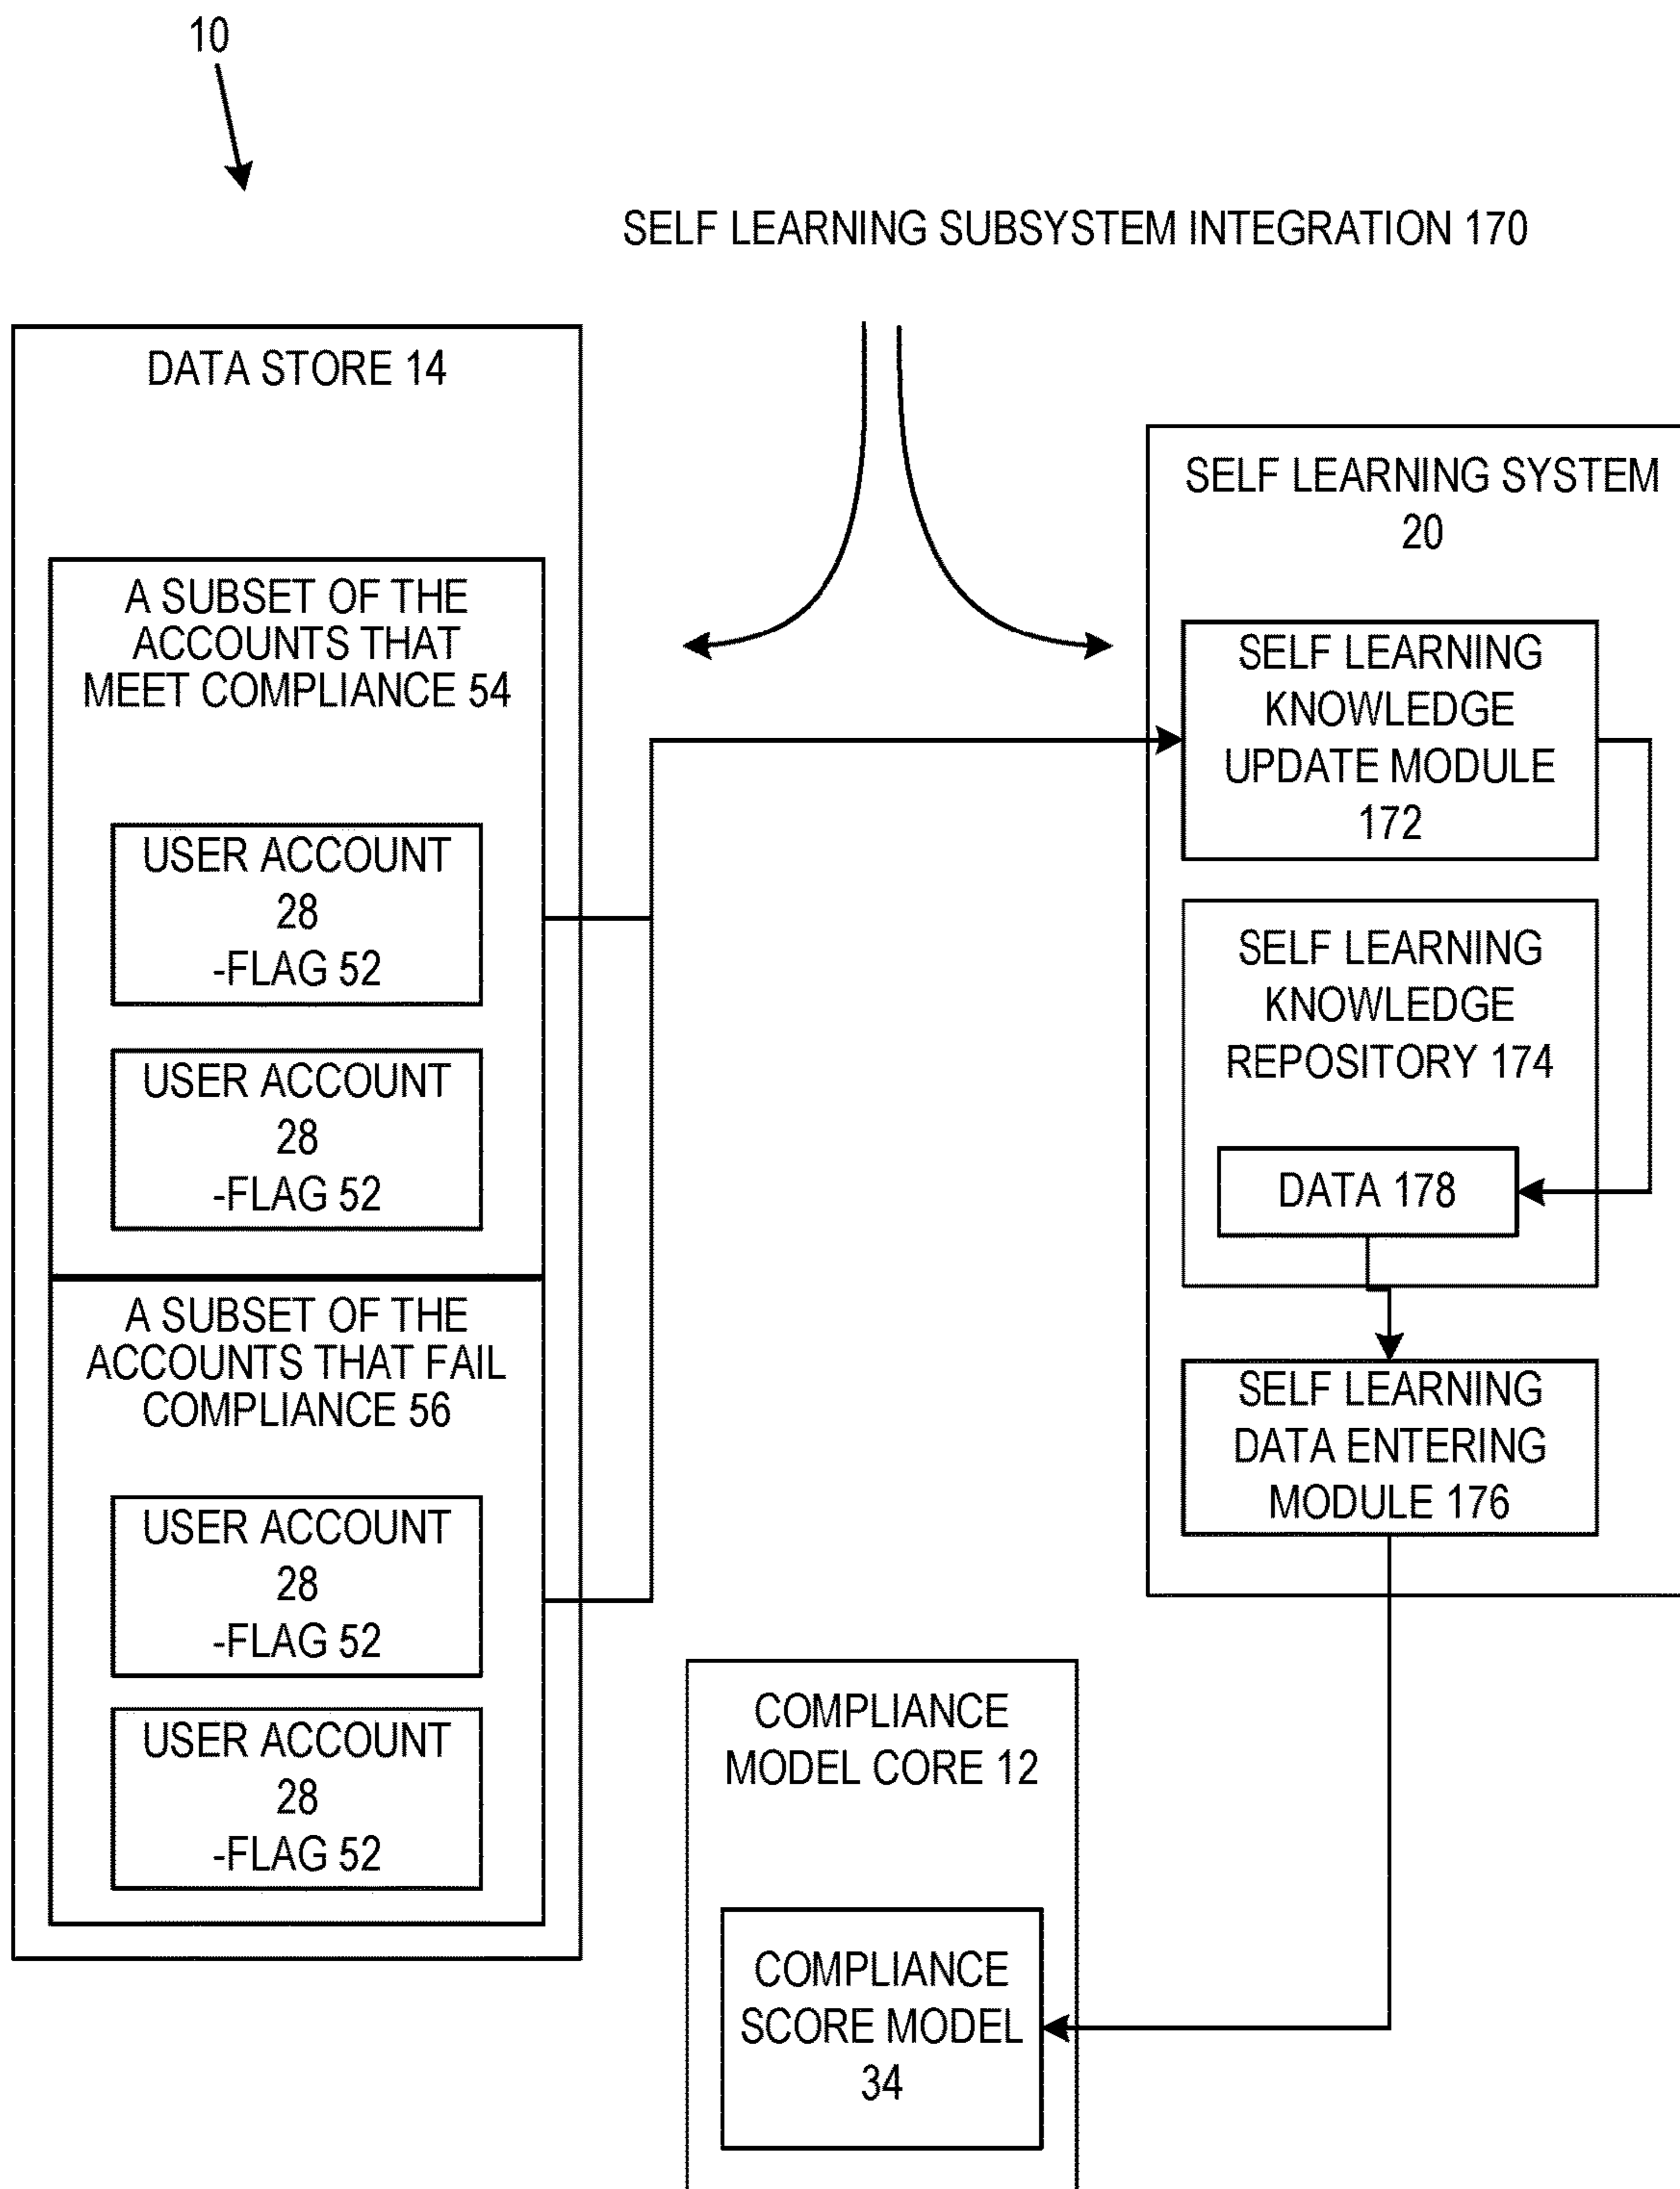 10
SELF LEARNING SUBSYSTEM INTEGRATION 170
DATA STORE 14
A SUBSET OF THE
ACCOUNTS THAT
MEET COMPLIANCE 54
USER ACCOUNT
28
-FLAG 52
USER ACCOUNT
28
-FLAG 52
A SUBSET OF THE
ACCOUNTS THAT FAIL
COMPLIANCE 56
USER ACCOUNT
28
-FLAG 52
USER ACCOUNT
28
-FLAG 52
SELF LEARNING SYSTEM
20
SELF LEARNING
KNOWLEDGE
UPDATE MODULE
172
SELF LEARNING
KNOWLEDGE
REPOSITORY 174
DATA 178
SELF LEARNING
DATA ENTERING
MODULE 176
COMPLIANCE
MODEL CORE 12
COMPLIANCE
SCORE MODEL
34